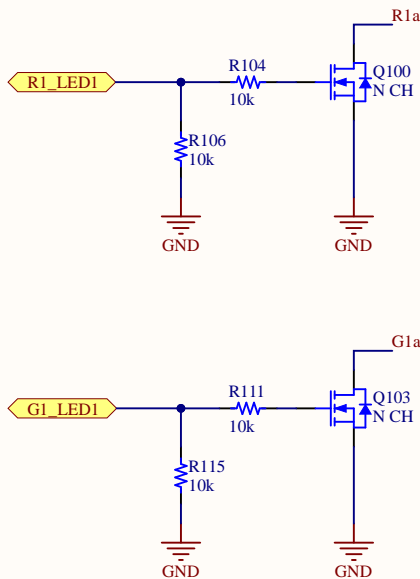 R1a
R1_LED1
R104
10k
Q100
N CH
R106
10k
GND
GND
G1a
G1_LED1
R111
10k
Q103
N CH
R115
10k
GND
GND